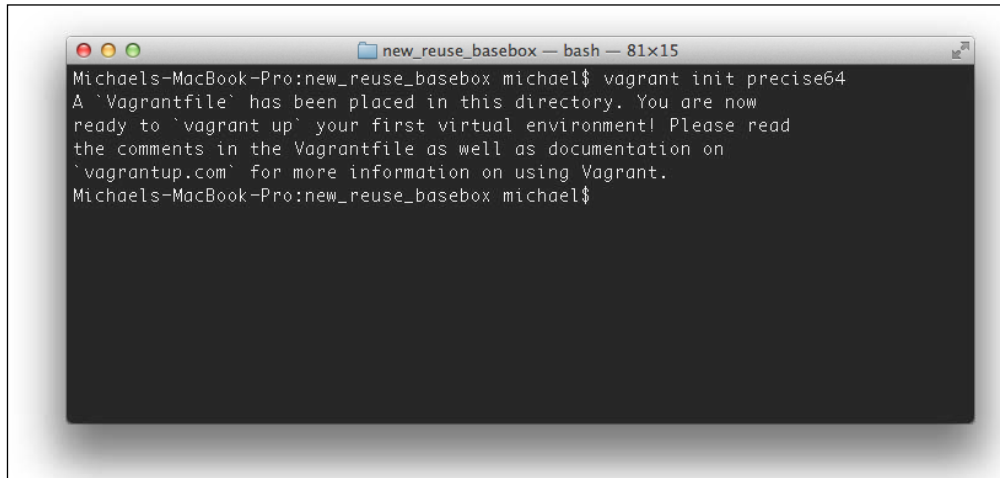 new_reuse_basebox — bash — 81×15
Michaels-MacBook-Pro:new_reuse_basebox michael$ vagrant init precise64
A `Vagrantfile` has been placed in this directory. You are now
ready to `vagrant up` your first virtual environment! Please read
the comments in the Vagrantfile as well as documentation on
`vagrantup.com` for more information on using Vagrant.
Michaels-MacBook-Pro:new_reuse_basebox michael$